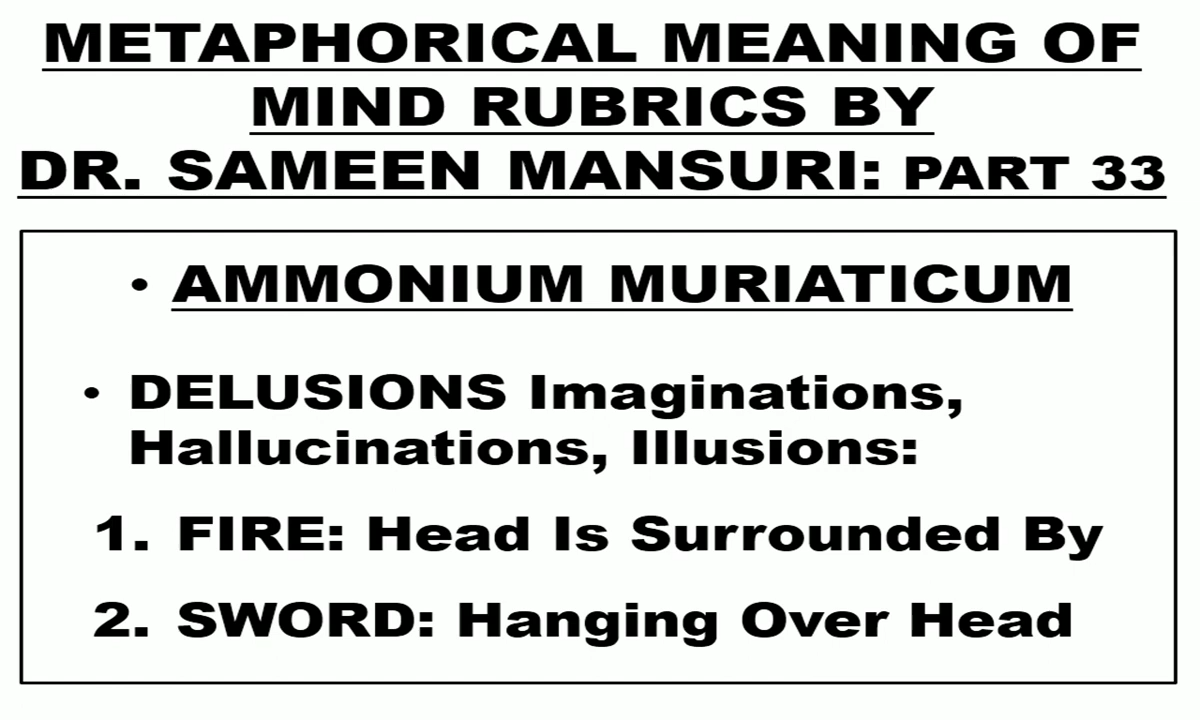 METAPHORICAL MEANING OF
MIND RUBRICS BY
DR. SAMEEN MANSURI: PART 33
• AMMONIUM MURIATICUM
• DELUSIONS Imaginations,
Hallucinations, Illusions:
1. FIRE: Head Is Surrounded By
2. SWORD: Hanging Over Head